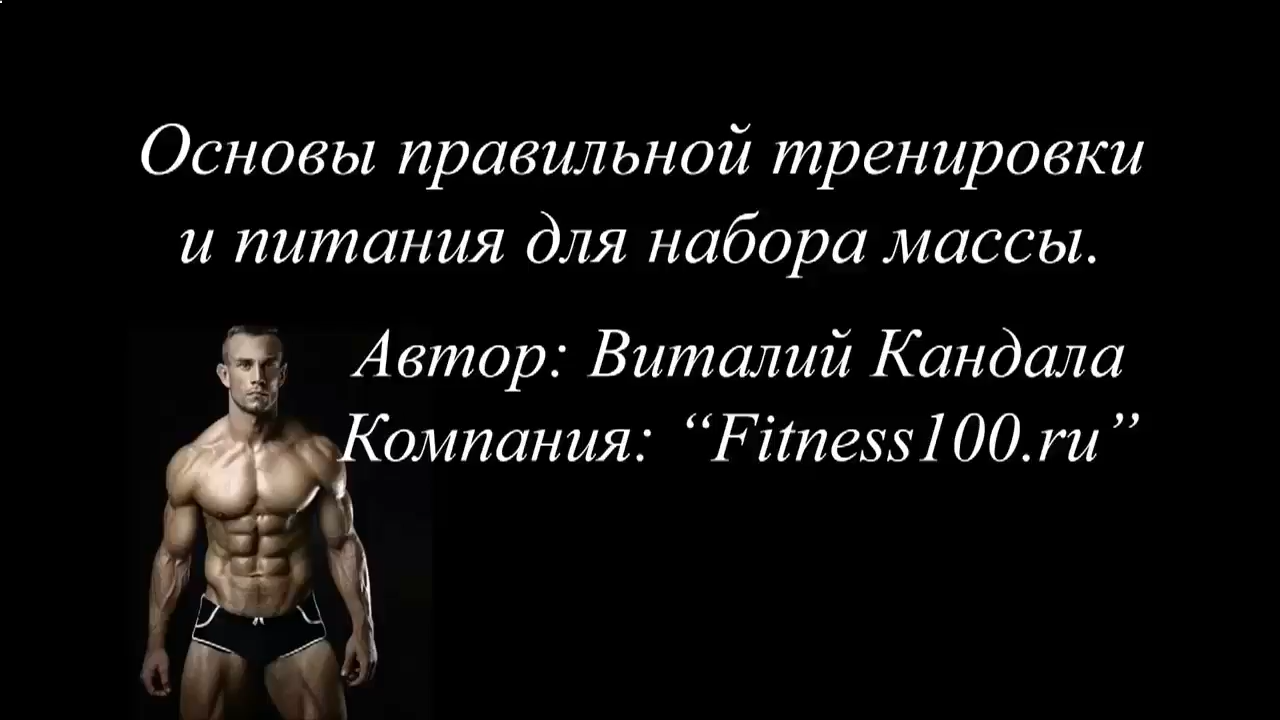 Основы правильной тренировки
и питания для набора массы.
Автор: Виталий Кандала
Компания: “Fitness100.ru”